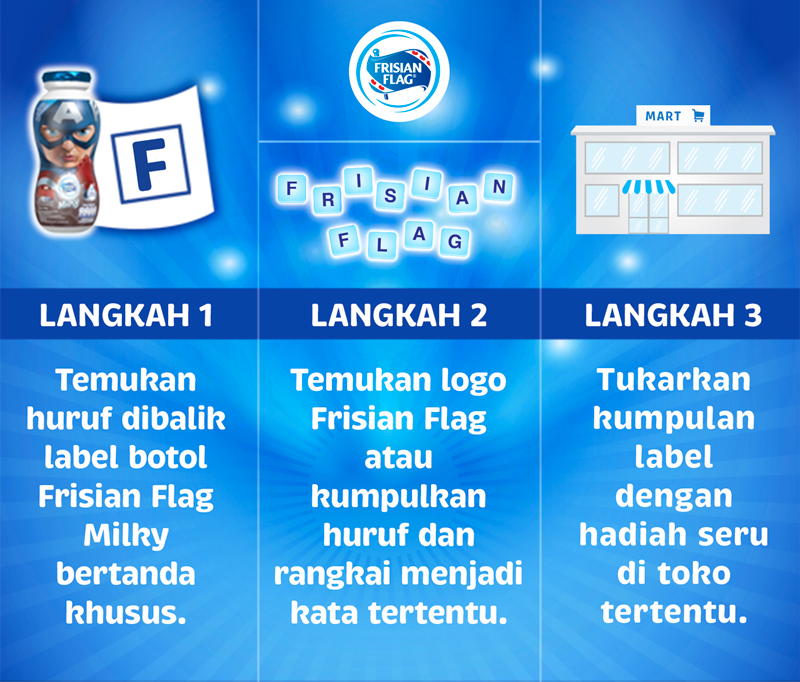 F
LANGKAH 1
Temukan
huruf dibalik
label botol
Frisian Flag
Milky
bertanda
khusus.
FRISIAN
FLAG
FRISIAN
FLAG
LANGKAH 2
Temukan logo
Frisian Flag
atau
kumpulkan
huruf dan
rangkai menjadi
kata tertentu.
MART
LANGKAH 3
Tukarkan
kumpulan
label
dengan
hadiah seru
di toko
tertentu.